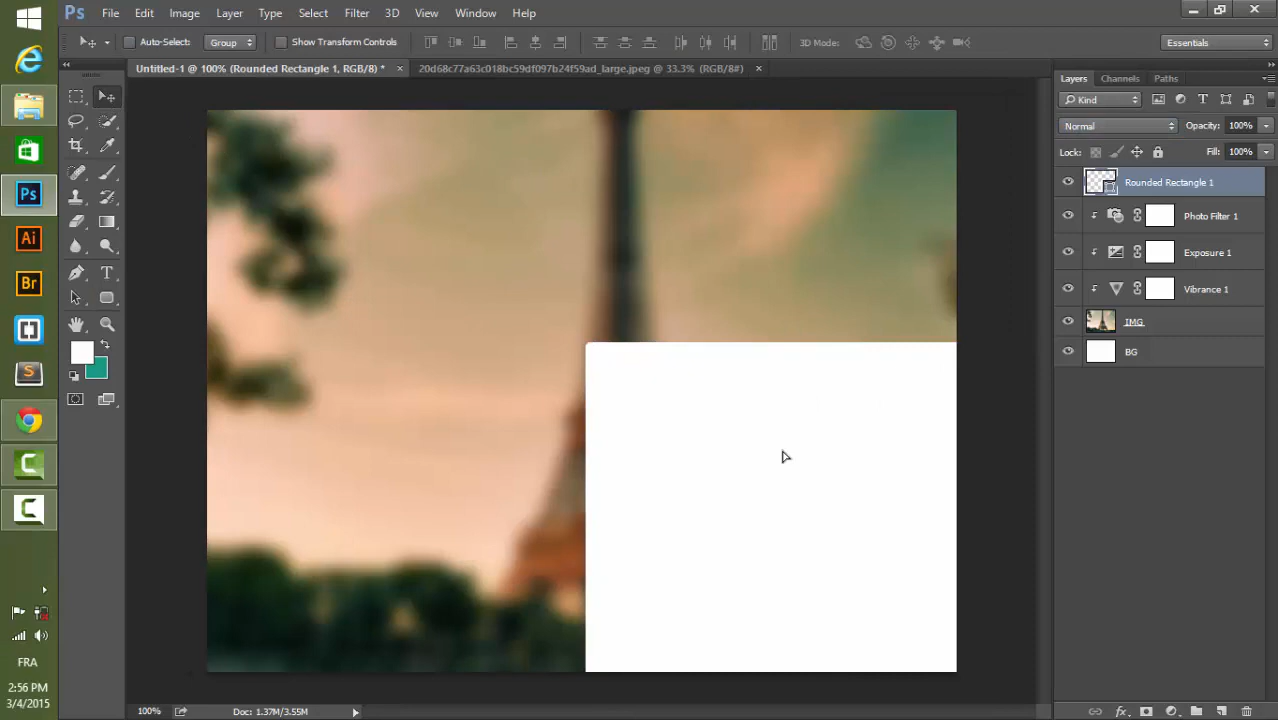 Ps File Edit Image Layer Type Select Filter 3D View Window Help
Auto-Select: Group Show Transform Controls 3D Mode: Essentials
Untitled-1 @ 100% (Rounded Rectangle 1, RGB/8) * × 20d68c77a63c018bc59df097b24f59ad_large.jpeg @ 33.3% (RGB/8#) ×
Layers Channels Paths
Kind
Normal Opacity: 100%
Lock: Fill: 100%
Rounded Rectangle 1
Photo Filter 1
Exposure 1
Vibrance 1
IMG
BG
Ps
Ai
Br
S
FRA
2:56 PM
3/4/2015
100% Doc: 1.37M/3.55M